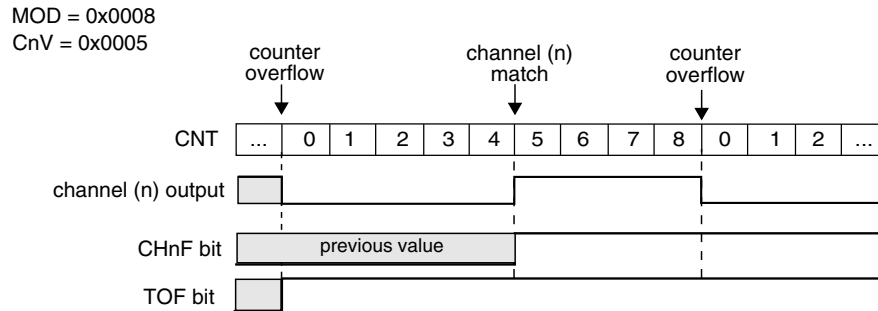 MOD = 0x0008
CnV = 0x0005
counter
overflow
channel (n)
match
counter
overflow
CNT ... 0 1 2 3 4 5 6 7 8 0 1 2 ...
channel (n) output
CHnF bit previous value
TOF bit